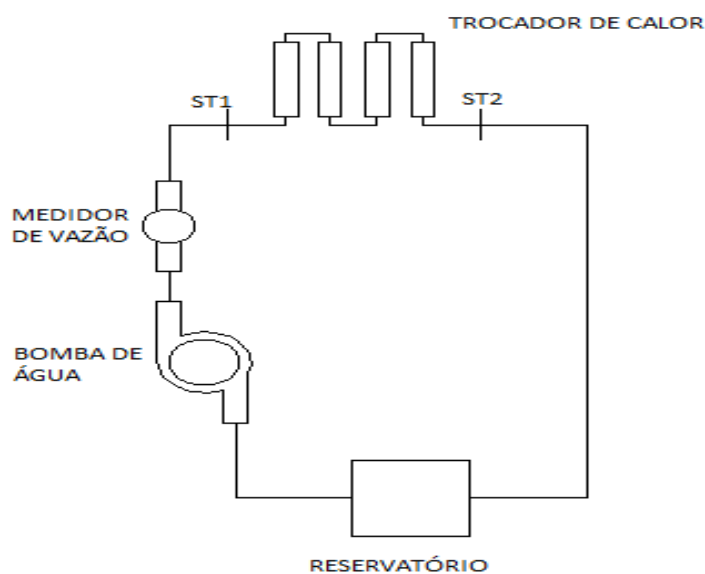 TROCADOR DE CALOR
ST1
ST2
MEDIDOR
DE VAZÃO
BOMBA DE
ÁGUA
RESERVATÓRIO